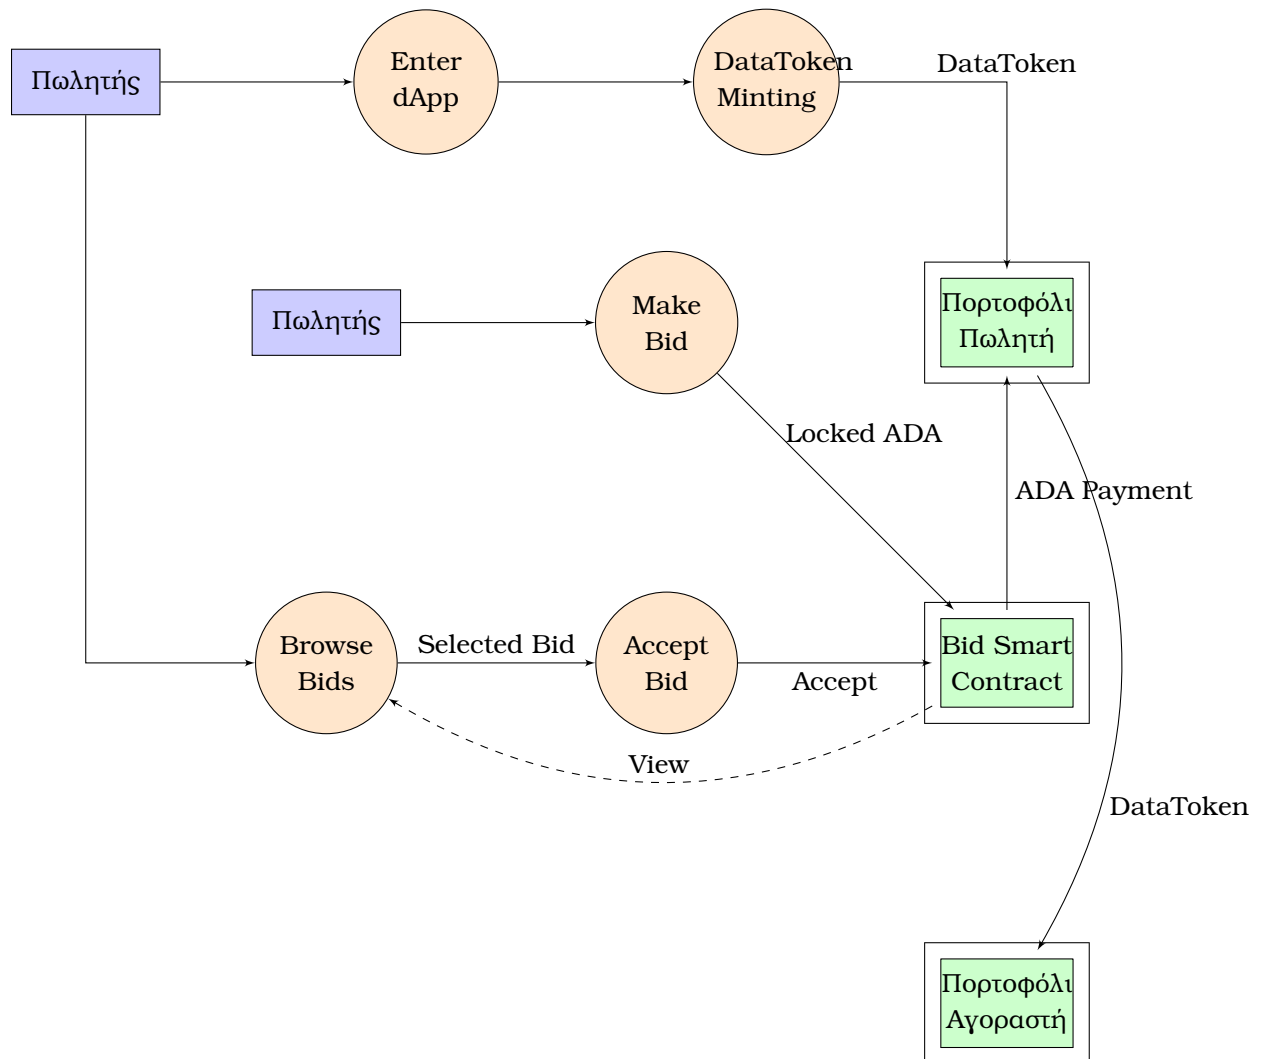 Πωλητής
Enter
dApp
DataToken
Minting
DataToken
Πωλητής
Make
Bid
Πορτοφόλι
Πωλητή
Locked ADA
ADA Payment
Browse
Bids
Selected Bid
Accept
Bid
Accept
Bid Smart
Contract
View
DataToken
Πορτοφόλι
Αγοραστή